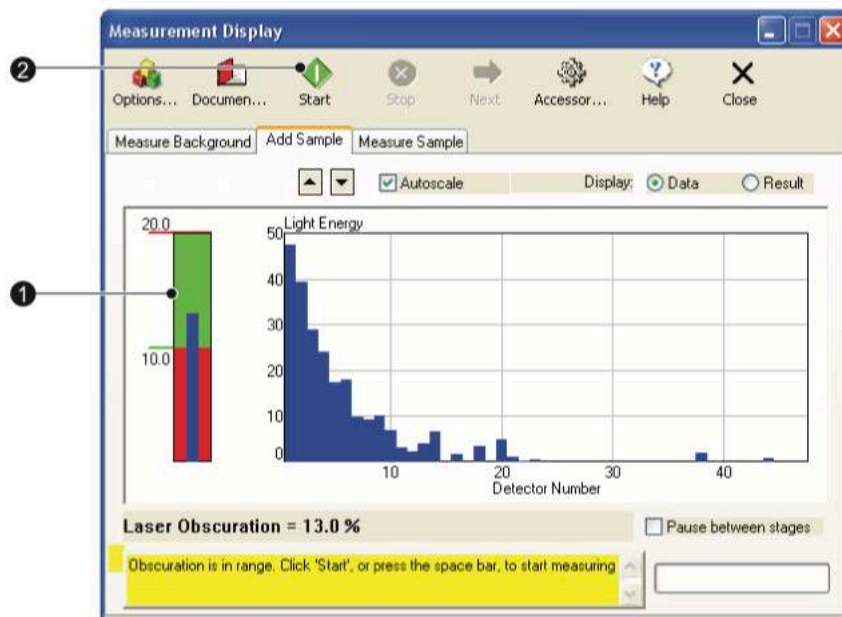 Measurement Display
2
Options... Documen... Start Stop Next Accessor... Help Close
Measure Background Add Sample Measure Sample
Autoscale Display: Data Result
20.0
Light Energy
50
40
1
30
10.0
20
10
0
10 20 30 40
Detector Number
Laser Obscuration = 13.0 %
Pause between stages
Obscuration is in range. Click 'Start', or press the space bar, to start measuring